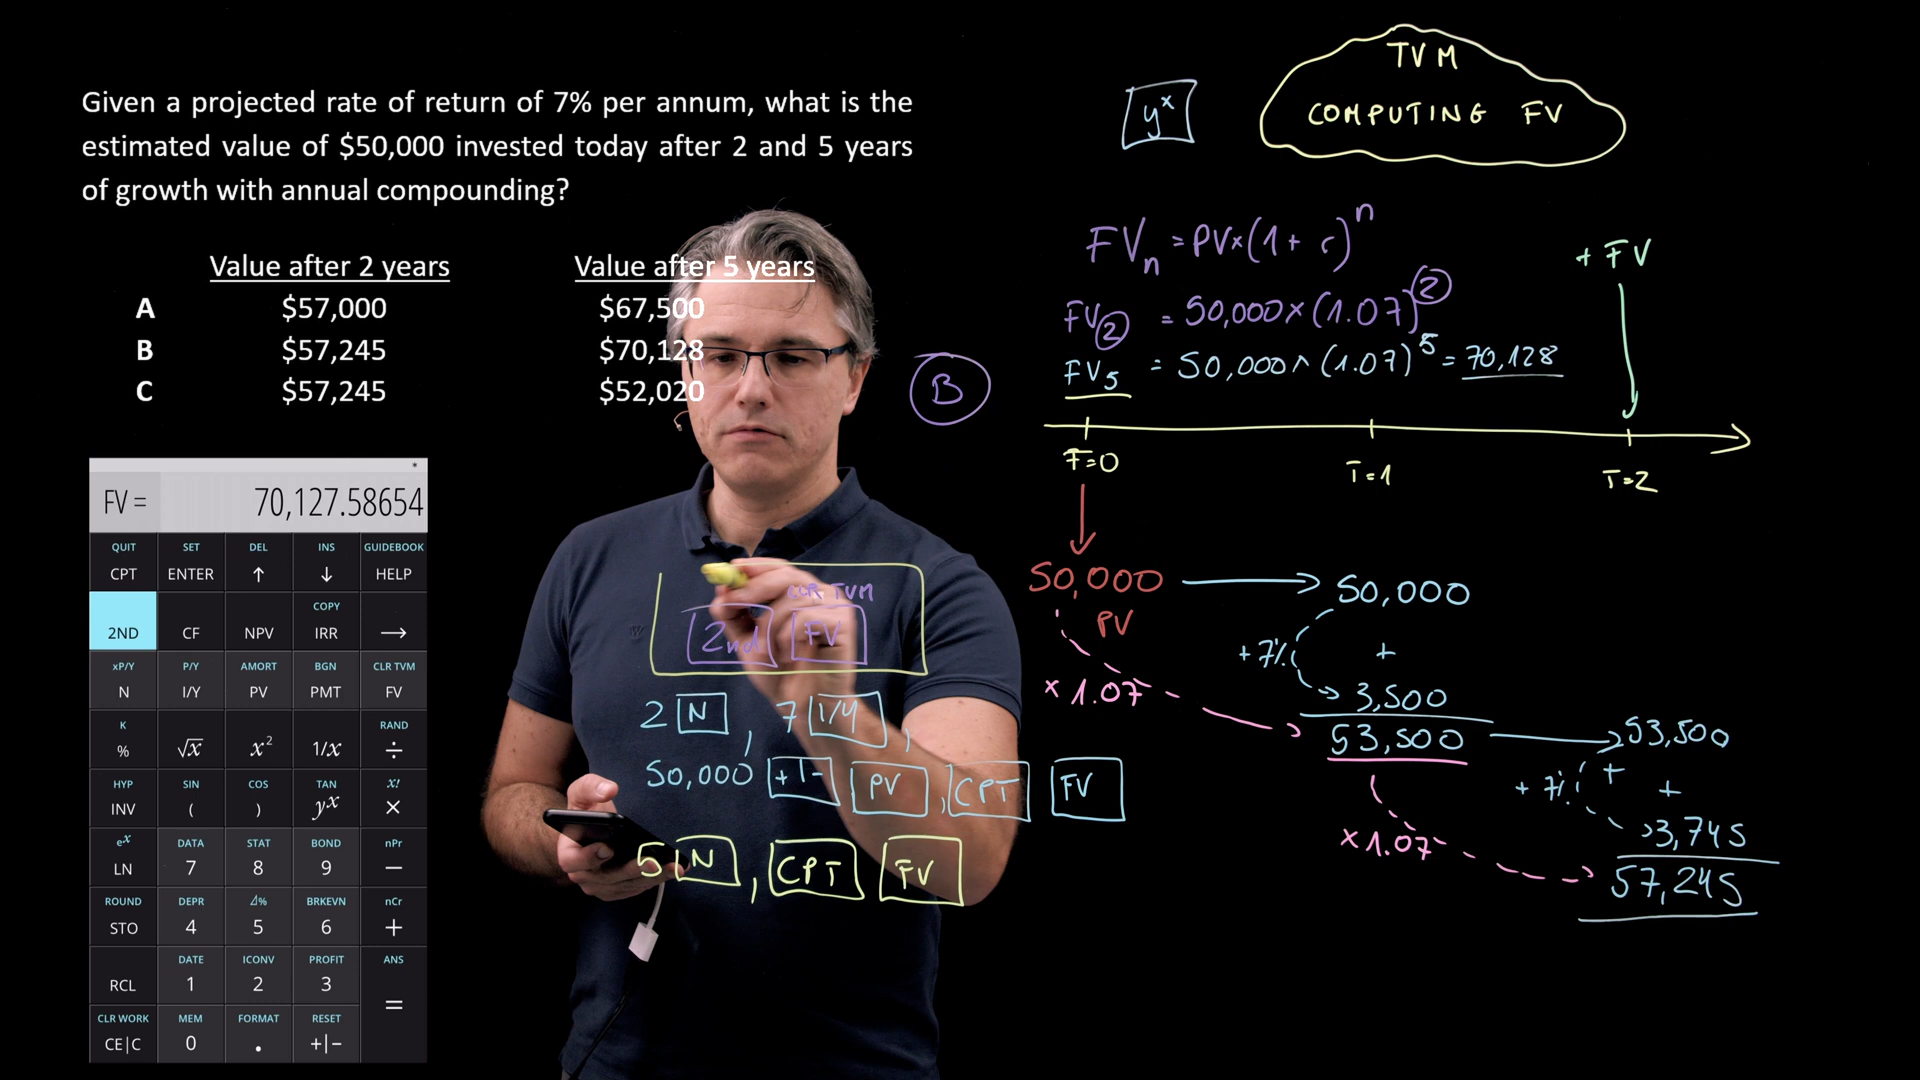 Given a projected rate of return of 7% per annum, what is the
estimated value of $50,000 invested today after 2 and 5 years
of growth with annual compounding?
Value after 2 years Value after 5 years
A $57,000 $67,500
B $57,245 $70,128
C $57,245 $52,020
B
FV = 70,127.58654
QUIT SET DEL INS GUIDEBOOK
CPT ENTER ↑ ↓ HELP
COPY
2ND CF NPV IRR →
xP/Y P/Y AMORT BGN CLR TVM
N I/Y PV PMT FV
K RAND
% √x x² 1/x ÷
HYP SIN COS TAN x!
INV ( ) yˣ ×
eˣ DATA STAT BOND nPr
LN 7 8 9 −
ROUND DEPR Δ% BRKEVN nCr
STO 4 5 6 +
DATE ICONV PROFIT ANS
RCL 1 2 3 =
CLR WORK MEM FORMAT RESET
CE|C 0 . +|−
TVM
2nd FV
2 N , 7 I/Y ,
50,000 +|- PV , CPT FV
5 N , CPT FV
yˣ
TVM
COMPUTING FV
FVₙ = PV×(1+ r)ⁿ
FV₂ = 50,000×(1.07)²
FV₅ = 50,000×(1.07)⁵ = 70,128
+ FV
T=0 T=1 T=2
50,000 → 50,000
PV
+7% +
×1.07 3,500
53,500 → 53,500
+ 7% + +
×1.07 3,745
57,245